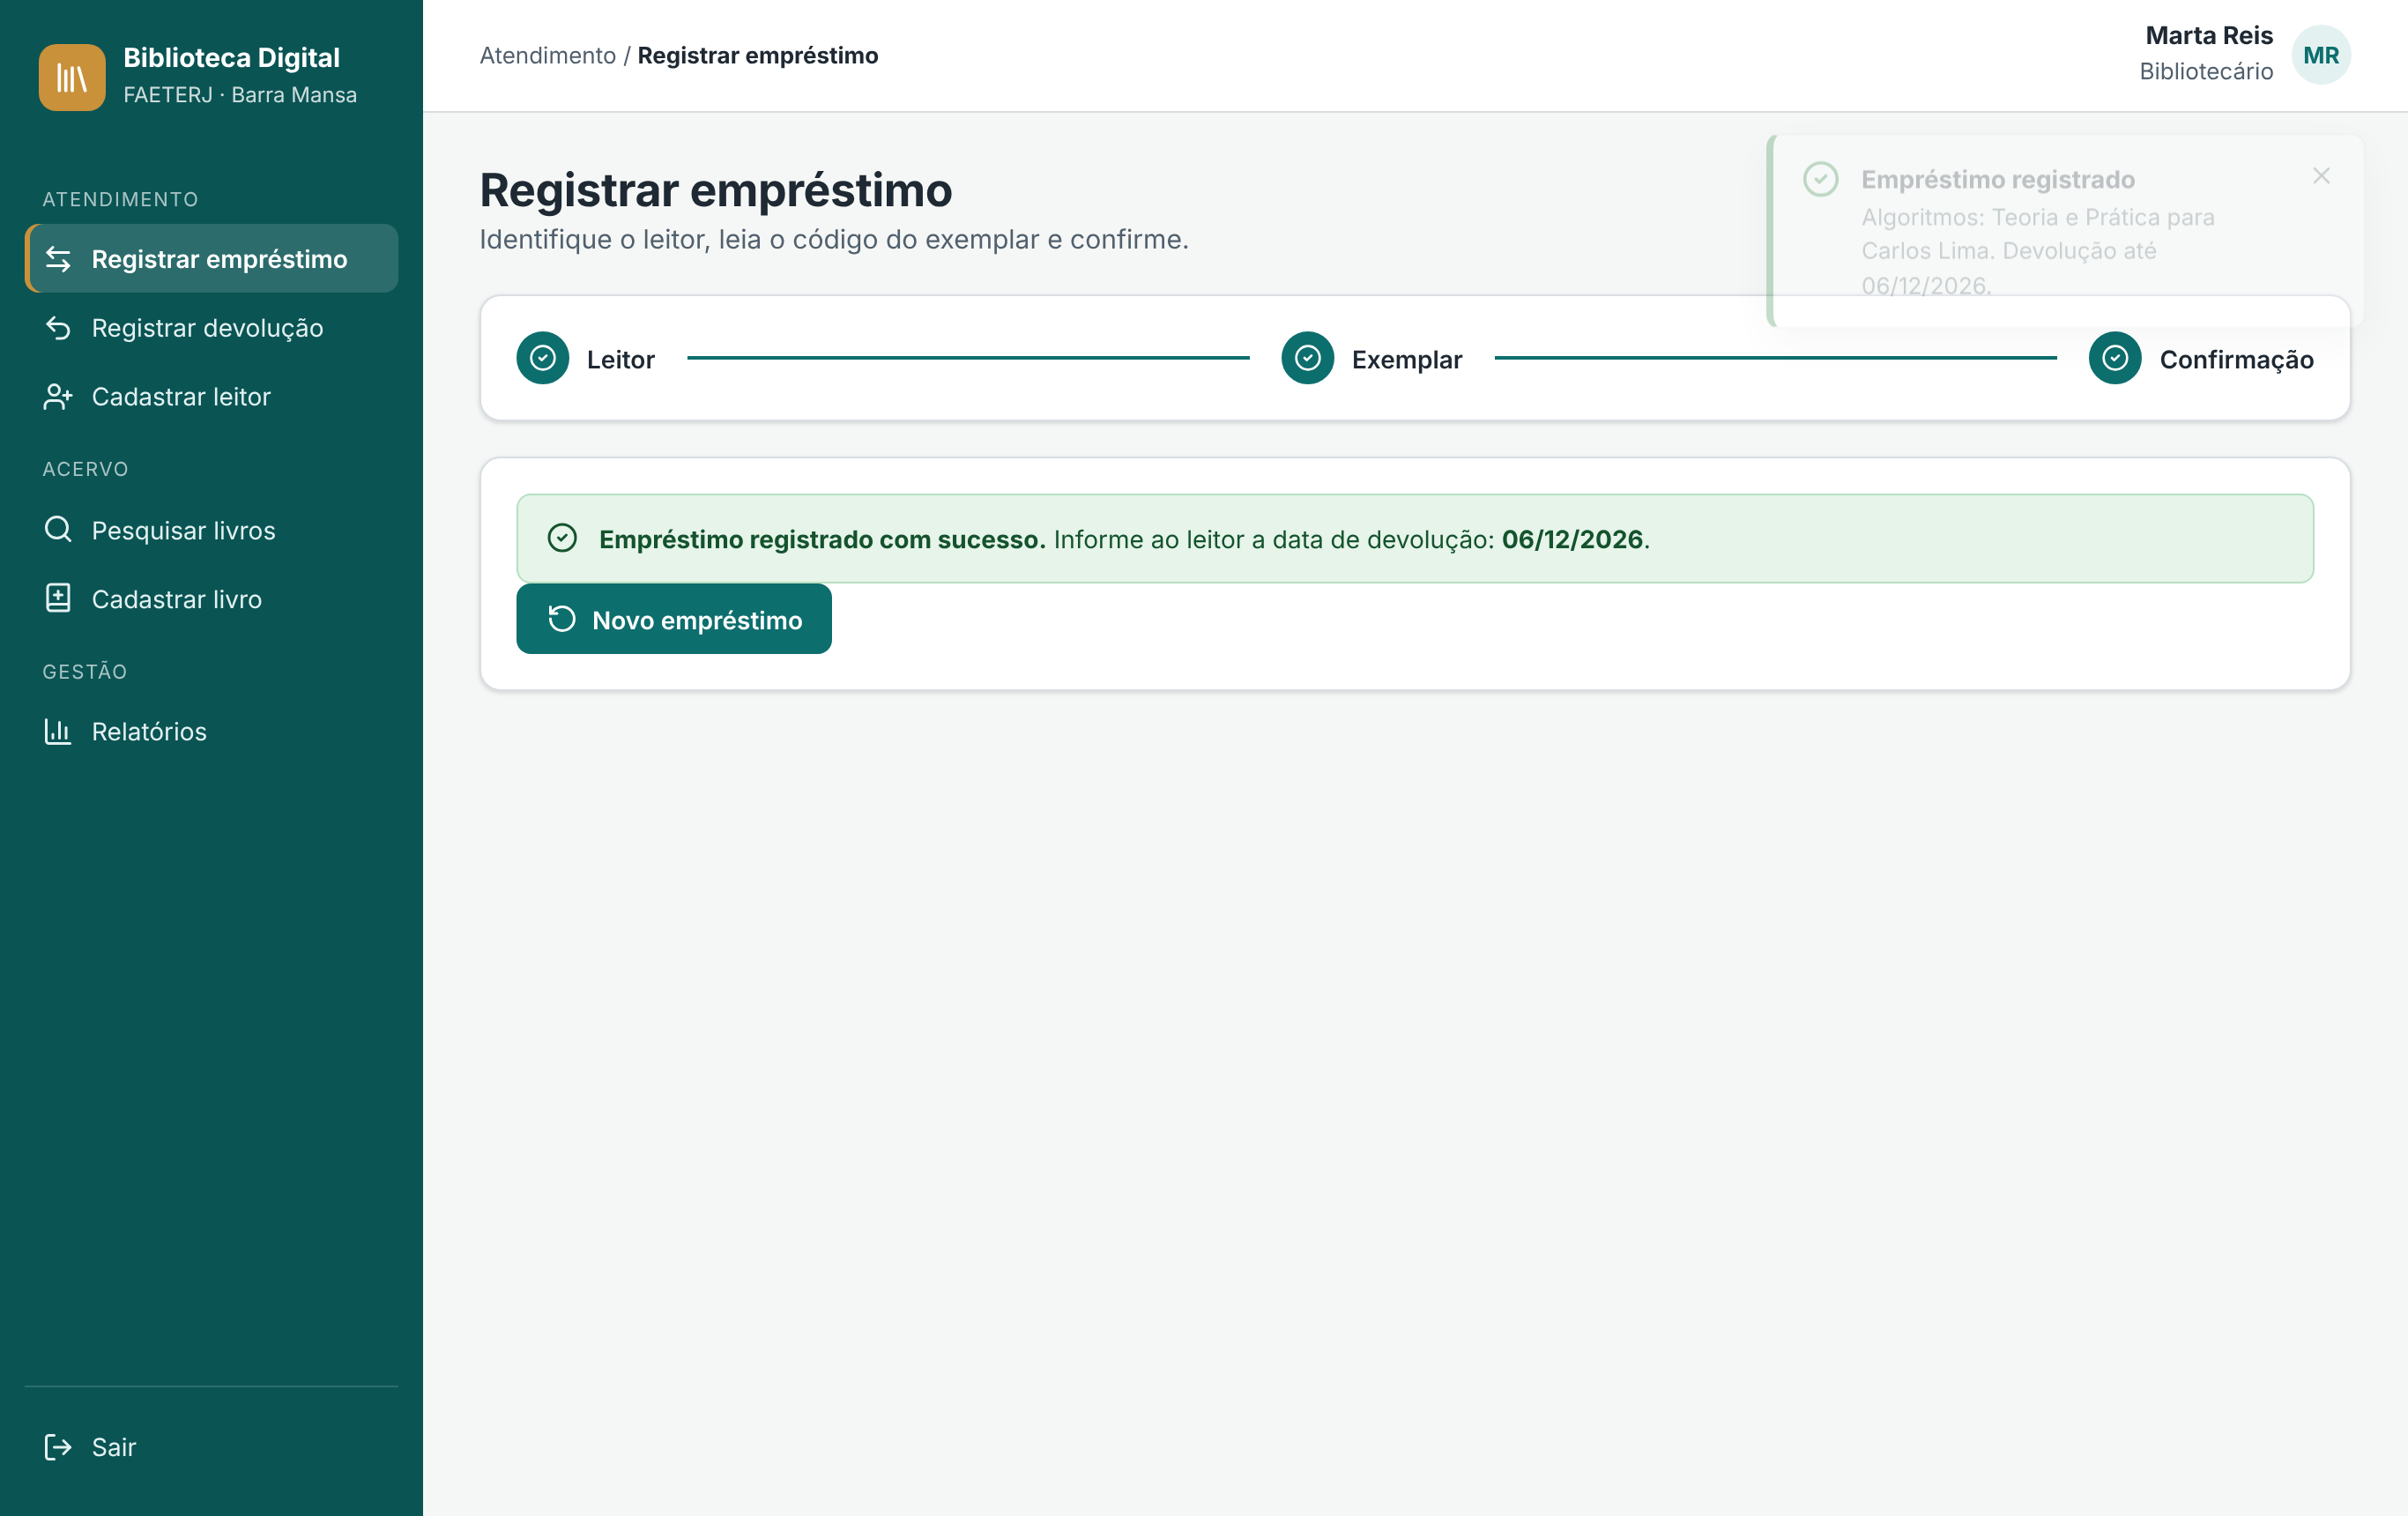 Biblioteca Digital
FAETERJ · Barra Mansa
ATENDIMENTO
Registrar empréstimo
Registrar devolução
Cadastrar leitor
ACERVO
Pesquisar livros
Cadastrar livro
GESTÃO
Relatórios
Sair
Atendimento / Registrar empréstimo
Marta Reis
Bibliotecário
MR
Registrar empréstimo
Identifique o leitor, leia o código do exemplar e confirme.
Empréstimo registrado
Algoritmos: Teoria e Prática para
Carlos Lima. Devolução até
06/12/2026.
Leitor
Exemplar
Confirmação
Empréstimo registrado com sucesso. Informe ao leitor a data de devolução: 06/12/2026.
Novo empréstimo